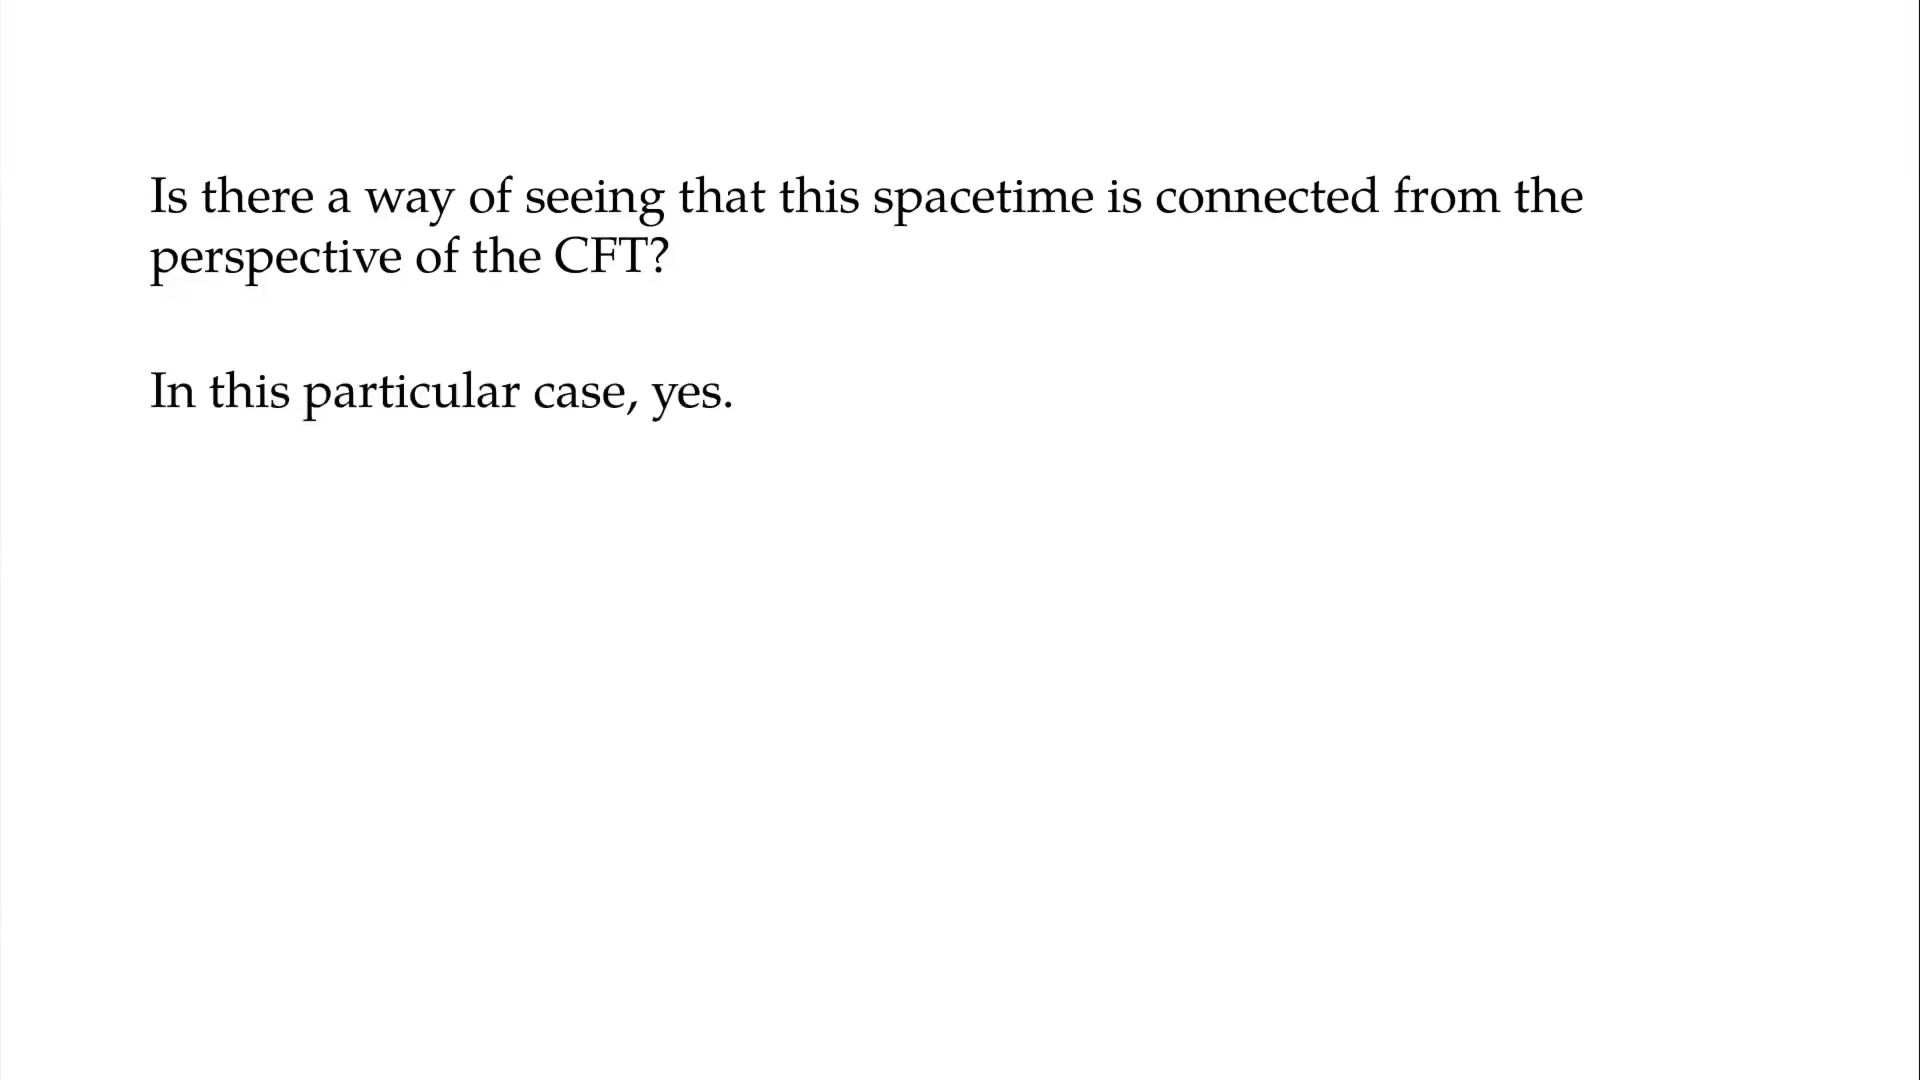 Is there a way of seeing that this spacetime is connected from the
perspective of the CFT?
In this particular case, yes.